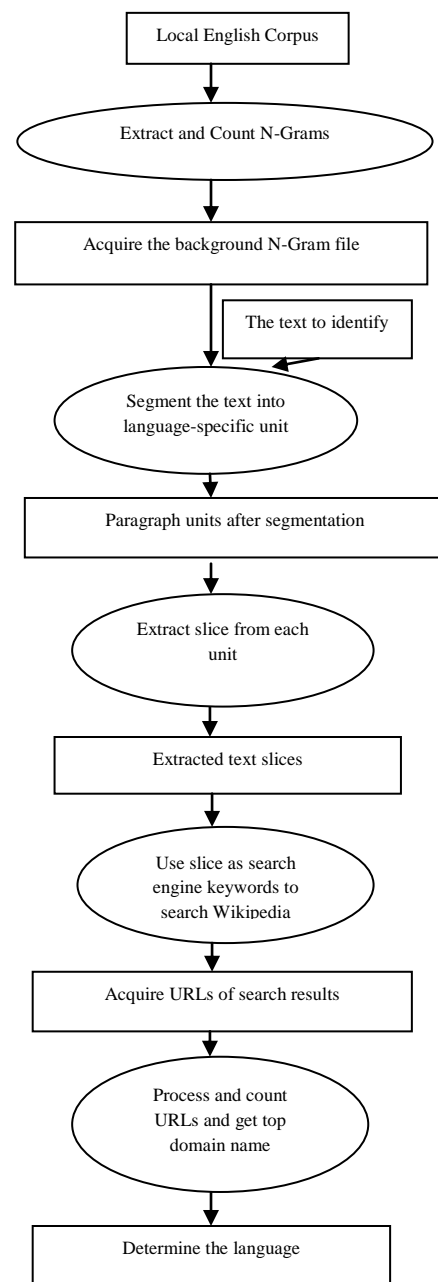 Local English Corpus
Extract and Count N-Grams
Acquire the background N-Gram file
The text to identify
Segment the text into
language-specific unit
Paragraph units after segmentation
Extract slice from each
unit
Extracted text slices
Use slice as search
engine keywords to
search Wikipedia
Acquire URLs of search results
Process and count
URLs and get top
domain name
Determine the language